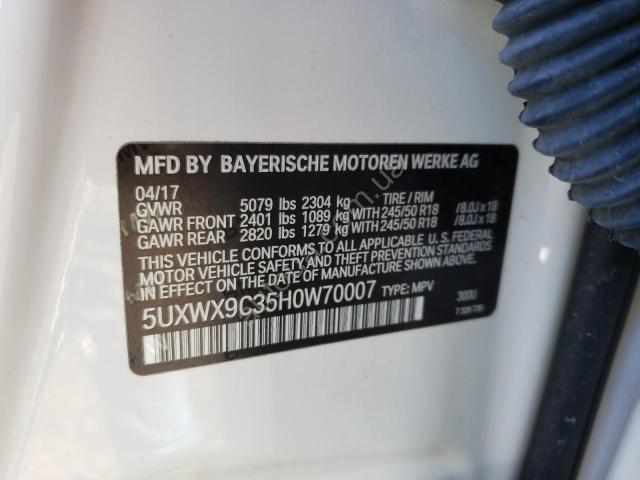 MFD BY BAYERISCHE MOTOREN WERKE AG
04/17 TIRE / RIM
GVWR 5079 lbs 2304 kg
GAWR FRONT 2401 lbs 1089 kg WITH 245/50 R18 /8.0J x 18
GAWR REAR 2820 lbs 1279 kg WITH 245/50 R18 /8.0J x 18
THIS VEHICLE CONFORMS TO ALL APPLICABLE U.S. FEDERAL
MOTOR VEHICLE SAFETY AND THEFT PREVENTION STANDARDS
IN EFFECT ON THE DATE OF MANUFACTURE SHOWN ABOVE.
5UXWX9C35H0W70007 TYPE: MPV 300U